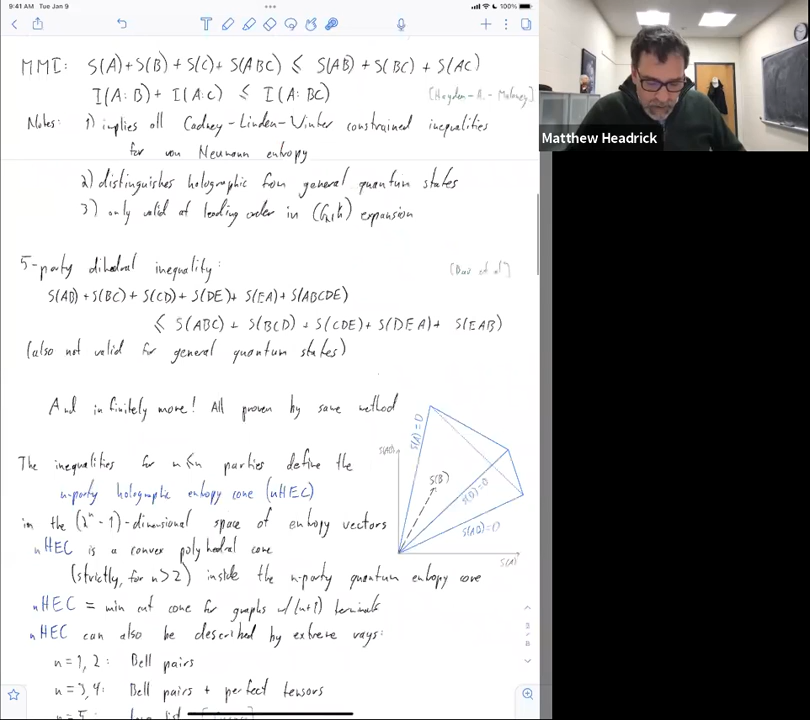 9:41 AM Tue Jan 9
100%
MMI: S(A)+S(B)+S(C)+S(ABC) ≤ S(AB)+S(BC)+S(AC)
I(A:B)+ I(A:C) ≤ I(A:BC)
[Hayden-H.-Maloney]
Notes: 1) implies all Cadney-Linden-Winter constrained inequalities
for von Neumann entropy
2) distinguishes holographic from general quantum states
3) only valid at leading order in (G_Nħ) expansion
5-party dihedral inequality:
[Bao et al]
S(AB)+S(BC)+S(CD)+S(DE)+S(EA)+S(ABCDE)
≤ S(ABC)+S(BCD)+S(CDE)+S(DEA)+S(EAB)
(also not valid for general quantum states)
And infinitely more! All proven by same method
The inequalities for n≤n parties define the
n-party holographic entropy cone (nHEC)
in the (2ⁿ-1)-dimensional space of entropy vectors
nHEC is a convex polyhedral cone
(strictly, for n>2) inside the n-party quantum entropy cone
nHEC = min cut cone for graphs w/(n+1) terminals
nHEC can also be described by extreme rays:
n=1,2: Bell pairs
n=3,4: Bell pairs + perfect tensors
n=5: long list
S(AB)
S(B)
S(A)
S(A)=0
S(B)=0
S(AB)=0
Matthew Headrick